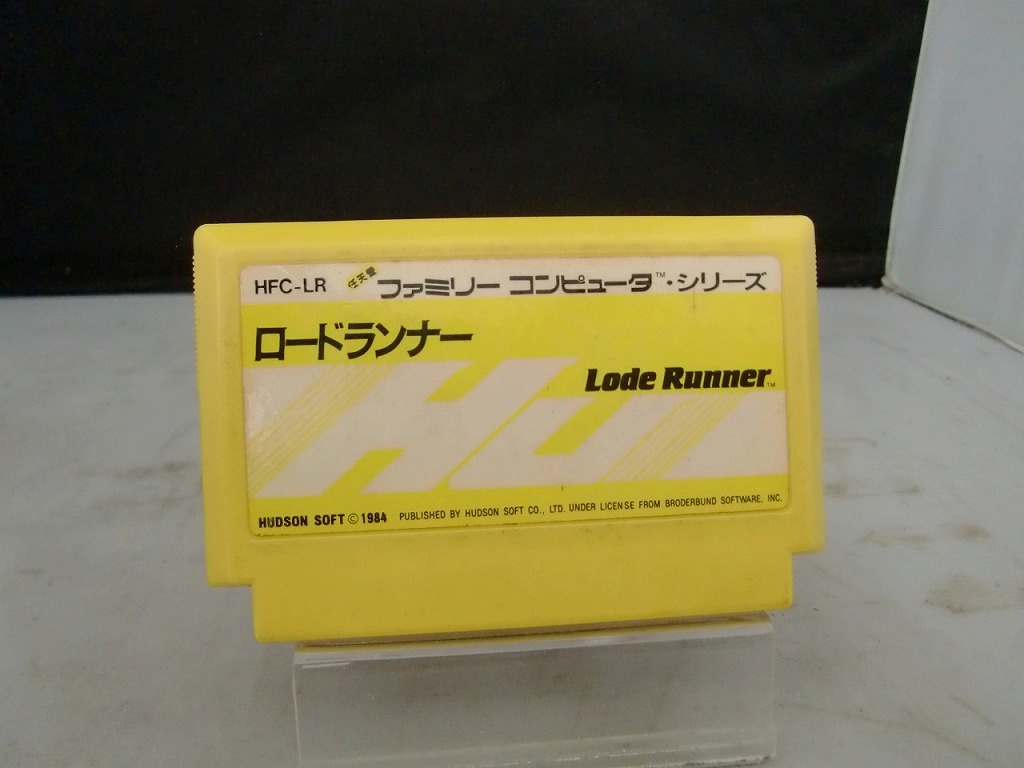 HFC-LR 任天堂 ファミリー コンピュータ™・シリーズ
ロードランナー
Lode Runner™
Hu
HUDSON SOFT © 1984 PUBLISHED BY HUDSON SOFT CO., LTD. UNDER LICENSE FROM BRODERBUND SOFTWARE, INC.